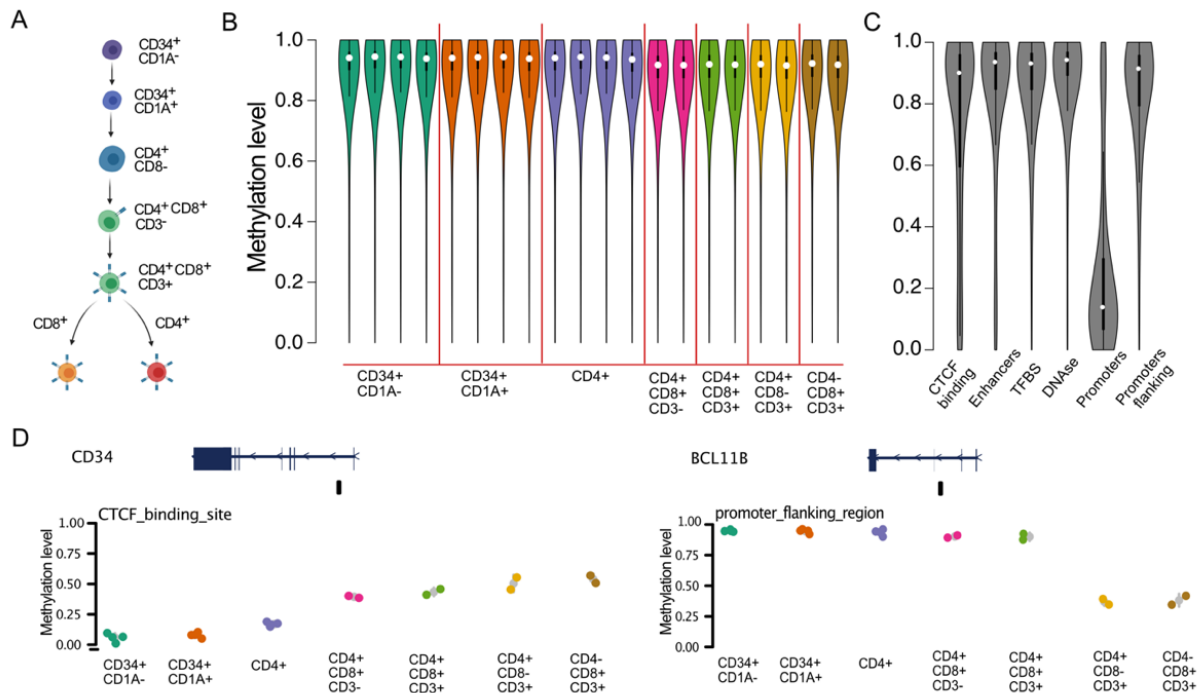 A
CD34+
CD1A-
CD34+
CD1A+
CD4+
CD8-
CD4+ CD8+
CD3-
CD4+ CD8+
CD3+
CD8+
CD4+
B
Methylation level
1.0
0.8
0.6
0.4
0.2
0.0
CD34+
CD1A-
CD34+
CD1A+
CD4+
CD4+
CD8+
CD3-
CD4+
CD8+
CD3+
CD4+
CD8-
CD3+
CD4-
CD8+
CD3+
C
1.0
0.8
0.6
0.4
0.2
0.0
CTCF
binding
Enhancers
TFBS
DNAse
Promoters
Promoters
flanking
D
CD34
CTCF_binding_site
Methylation level
1.00
0.75
0.50
0.25
0.00
CD34+
CD1A-
CD34+
CD1A+
CD4+
CD4+
CD8+
CD3-
CD4+
CD8+
CD3+
CD4+
CD8-
CD3+
CD4-
CD8+
CD3+
BCL11B
promoter_flanking_region
Methylation level
1.00
0.75
0.50
0.25
0.00
CD34+
CD1A-
CD34+
CD1A+
CD4+
CD4+
CD8+
CD3-
CD4+
CD8+
CD3+
CD4+
CD8-
CD3+
CD4-
CD8+
CD3+